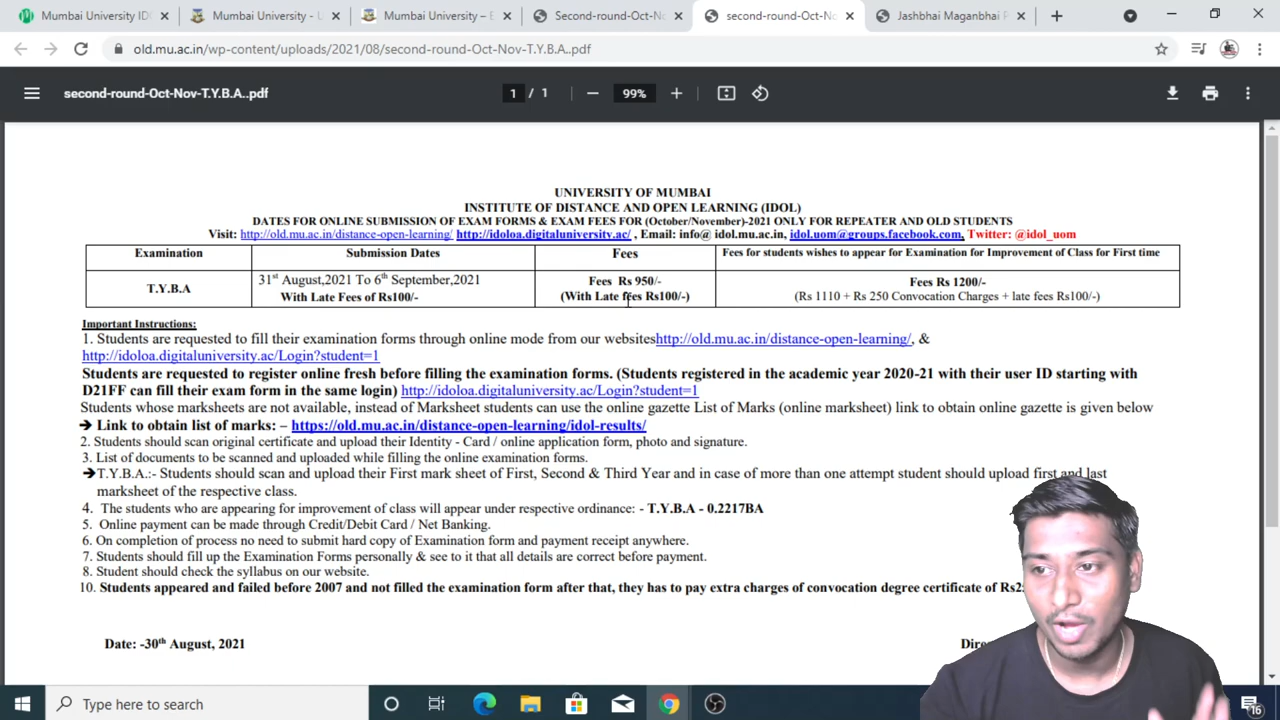 Mumbai University IDO
Mumbai University - U
Mumbai University – E
Second-round-Oct-No
second-round-Oct-No
Jashbhai Maganbhai P
old.mu.ac.in/wp-content/uploads/2021/08/second-round-Oct-Nov-T.Y.B.A..pdf
second-round-Oct-Nov-T.Y.B.A..pdf
1 / 1
99%
UNIVERSITY OF MUMBAI
INSTITUTE OF DISTANCE AND OPEN LEARNING (IDOL)
DATES FOR ONLINE SUBMISSION OF EXAM FORMS & EXAM FEES FOR (October/November)-2021 ONLY FOR REPEATER AND OLD STUDENTS
Visit: http://old.mu.ac.in/distance-open-learning/ http://idoloa.digitaluniversity.ac/ , Email: info@ idol.mu.ac.in, idol.uom@groups.facebook.com, Twitter: @idol_uom
Examination Submission Dates Fees Fees for students wishes to appear for Examination for Improvement of Class for First time
T.Y.B.A
31st August,2021 To 6th September,2021
With Late Fees of Rs100/-
Fees Rs 950/-
(With Late fees Rs100/-)
Fees Rs 1200/-
(Rs 1110 + Rs 250 Convocation Charges + late fees Rs100/-)
Important Instructions:
1. Students are requested to fill their examination forms through online mode from our websiteshttp://old.mu.ac.in/distance-open-learning/, &
http://idoloa.digitaluniversity.ac/Login?student=1
Students are requested to register online fresh before filling the examination forms. (Students registered in the academic year 2020-21 with their user ID starting with
D21FF can fill their exam form in the same login) http://idoloa.digitaluniversity.ac/Login?student=1
Students whose marksheets are not available, instead of Marksheet students can use the online gazette List of Marks (online marksheet) link to obtain online gazette is given below
➔ Link to obtain list of marks: – https://old.mu.ac.in/distance-open-learning/idol-results/
2. Students should scan original certificate and upload their Identity - Card / online application form, photo and signature.
3. List of documents to be scanned and uploaded while filling the online examination forms.
➔T.Y.B.A.:- Students should scan and upload their First mark sheet of First, Second & Third Year and in case of more than one attempt student should upload first and last
marksheet of the respective class.
4. The students who are appearing for improvement of class will appear under respective ordinance: - T.Y.B.A - 0.2217BA
5. Online payment can be made through Credit/Debit Card / Net Banking.
6. On completion of process no need to submit hard copy of Examination form and payment receipt anywhere.
7. Students should fill up the Examination Forms personally & see to it that all details are correct before payment.
8. Student should check the syllabus on our website.
10. Students appeared and failed before 2007 and not filled the examination form after that, they has to pay extra charges of convocation degree certificate of Rs2
Date: -30th August, 2021
Type here to search
16